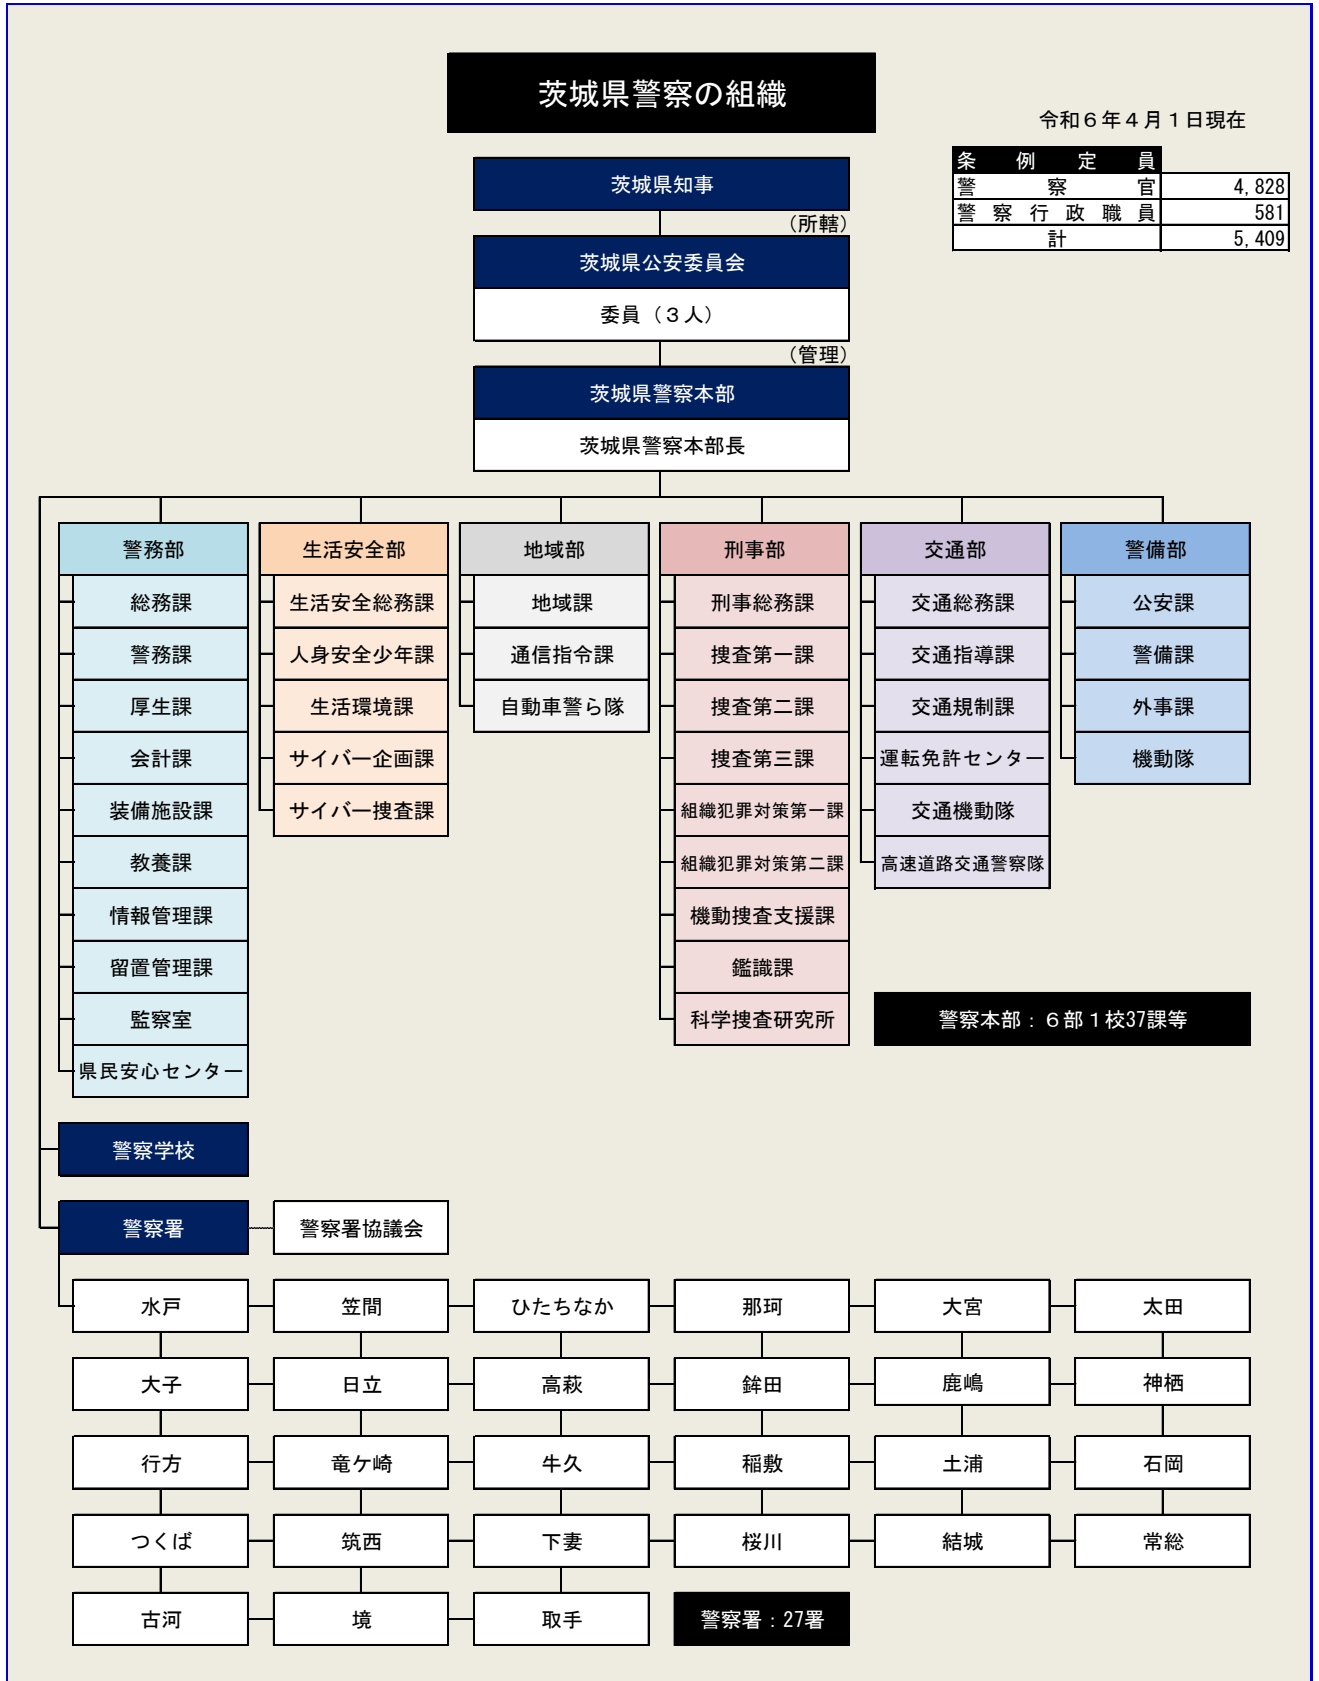 茨城県警察の組織
令和６年４月１日現在
条例定員
警察官 4,828
警察行政職員 581
計 5,409
茨城県知事
（所轄）
茨城県公安委員会
委員（３人）
（管理）
茨城県警察本部
茨城県警察本部長
警務部
総務課
警務課
厚生課
会計課
装備施設課
教養課
情報管理課
留置管理課
監察室
県民安心センター
生活安全部
生活安全総務課
人身安全少年課
生活環境課
サイバー企画課
サイバー捜査課
地域部
地域課
通信指令課
自動車警ら隊
刑事部
刑事総務課
捜査第一課
捜査第二課
捜査第三課
組織犯罪対策第一課
組織犯罪対策第二課
機動捜査支援課
鑑識課
科学捜査研究所
交通部
交通総務課
交通指導課
交通規制課
運転免許センター
交通機動隊
高速道路交通警察隊
警備部
公安課
警備課
外事課
機動隊
警察本部：６部１校37課等
警察学校
警察署 警察署協議会
水戸 笠間 ひたちなか 那珂 大宮 太田
大子 日立 高萩 鉾田 鹿嶋 神栖
行方 竜ケ崎 牛久 稲敷 土浦 石岡
つくば 筑西 下妻 桜川 結城 常総
古河 境 取手 警察署：27署